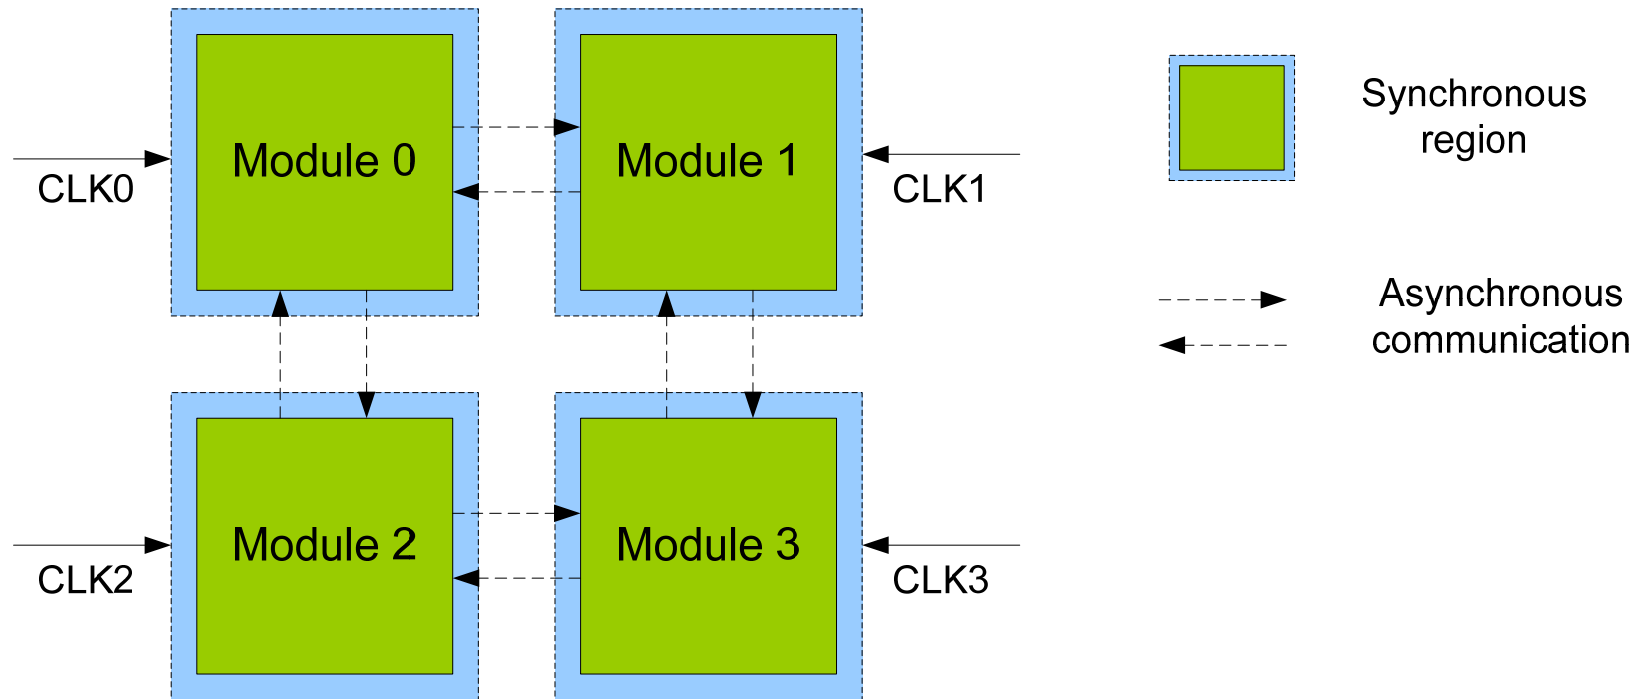 Module 0
Module 1
CLK0
CLK1
Module 2
Module 3
CLK2
CLK3
Synchronous
region
Asynchronous
communication